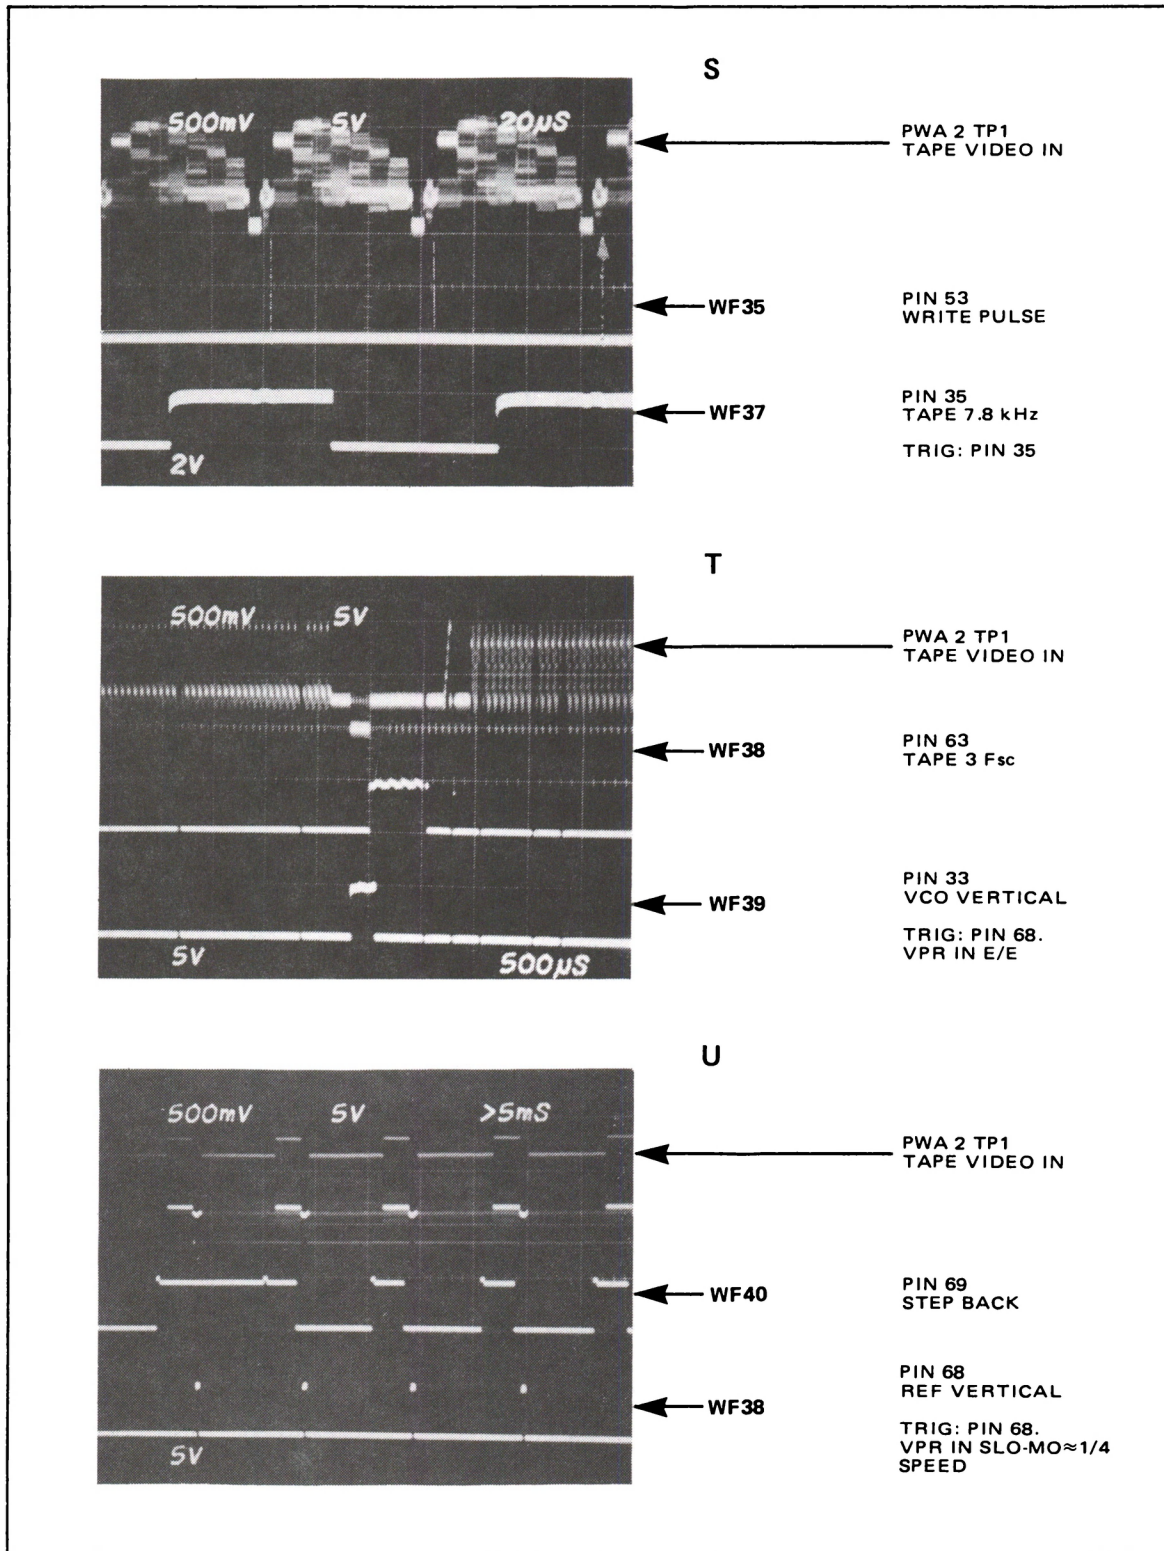 S
500mV 5V 20µS
PWA 2 TP1
TAPE VIDEO IN
WF35
PIN 53
WRITE PULSE
WF37
PIN 35
TAPE 7.8 kHz
TRIG: PIN 35
2V
T
500mV 5V
PWA 2 TP1
TAPE VIDEO IN
WF38
PIN 63
TAPE 3 Fsc
WF39
PIN 33
VCO VERTICAL
TRIG: PIN 68.
VPR IN E/E
5V 500µS
U
500mV 5V >5mS
PWA 2 TP1
TAPE VIDEO IN
WF40
PIN 69
STEP BACK
WF38
PIN 68
REF VERTICAL
TRIG: PIN 68.
VPR IN SLO-MO≈1/4
SPEED
5V